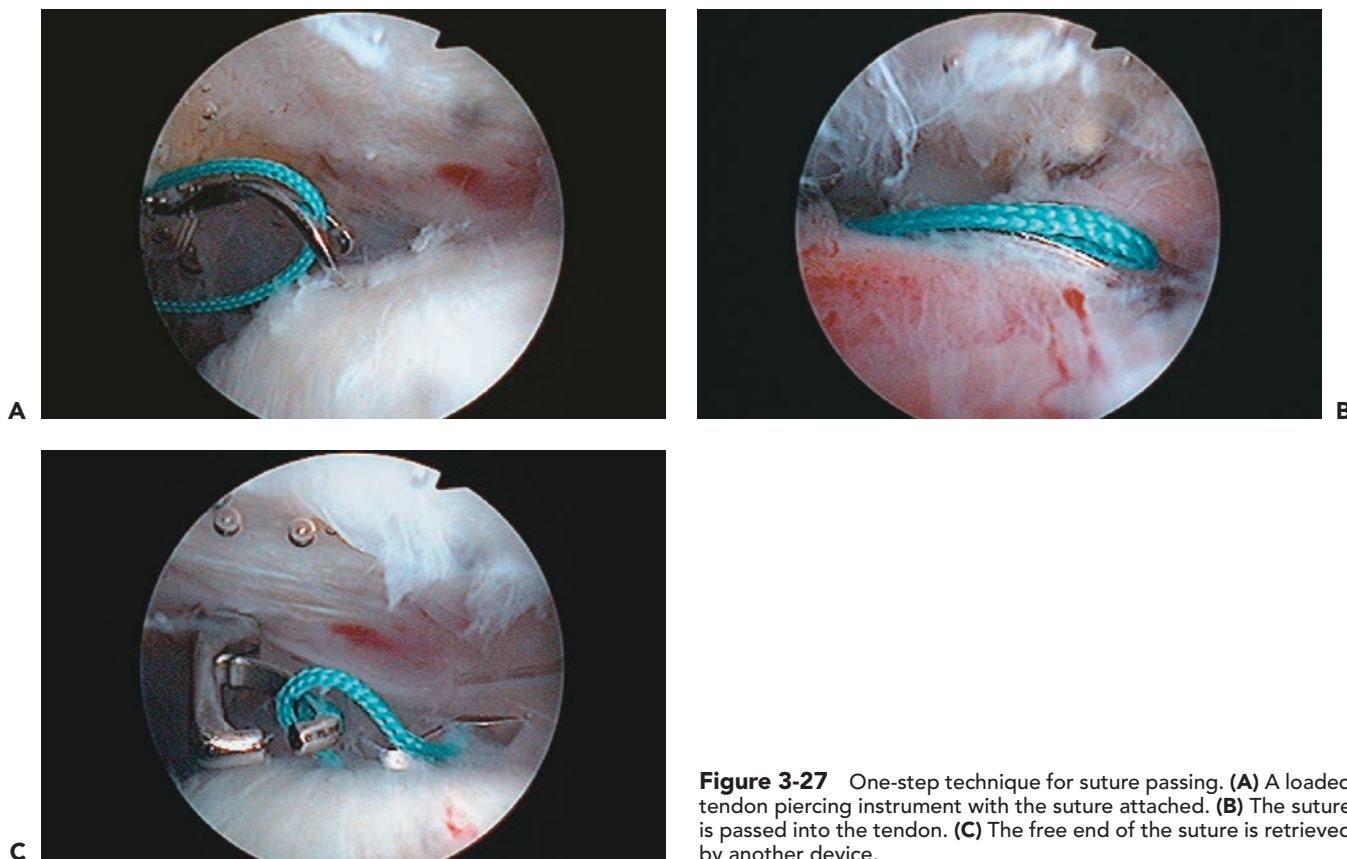 A
B
C
Figure 3-27 One-step technique for suture passing. (A) A loaded
tendon piercing instrument with the suture attached. (B) The suture
is passed into the tendon. (C) The free end of the suture is retrieved
by another device.